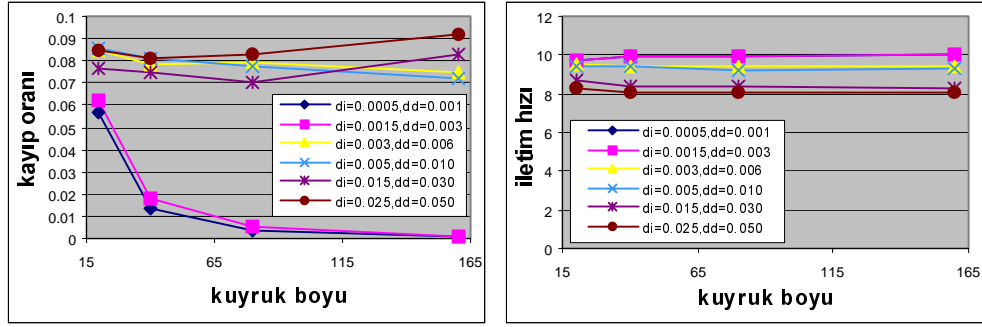 0.1
0.09
0.08
0.07
0.06
0.05
0.04
0.03
0.02
0.01
0
kayıp oranı
di=0.0005,dd=0.001
di=0.0015,dd=0.003
di=0.003,dd=0.006
di=0.005,dd=0.010
di=0.015,dd=0.030
di=0.025,dd=0.050
15 65 115 165
kuyruk boyu
12
10
8
6
4
2
0
iletim hızı
di=0.0005,dd=0.001
di=0.0015,dd=0.003
di=0.003,dd=0.006
di=0.005,dd=0.010
di=0.015,dd=0.030
di=0.025,dd=0.050
15 65 115 165
kuyruk boyu